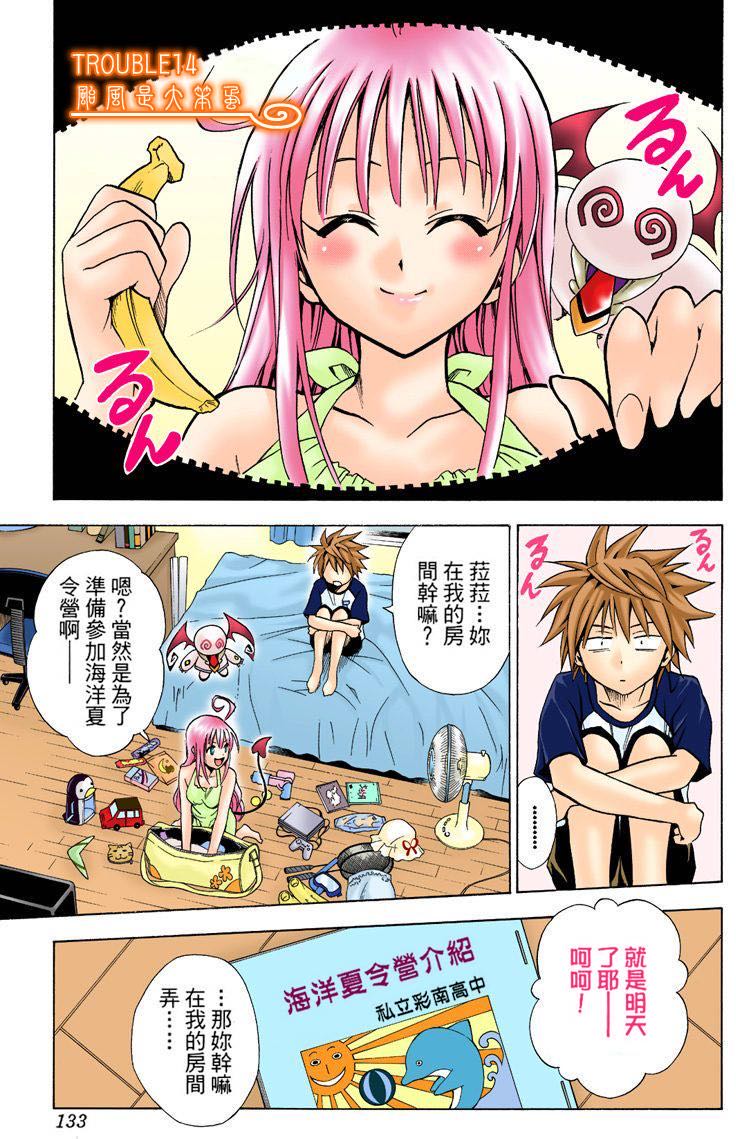 TROUBLE14
颱風是大笨蛋
るん
るん
るん
るん
菈菈…妳
在我的房
間幹嘛？
嗯？當然是為了
準備參加海洋夏
令營啊——
………
就是明天
了耶——
呵呵！
海洋夏令營介紹
私立彩南高中
…那妳幹嘛
在我的房間
弄……
133